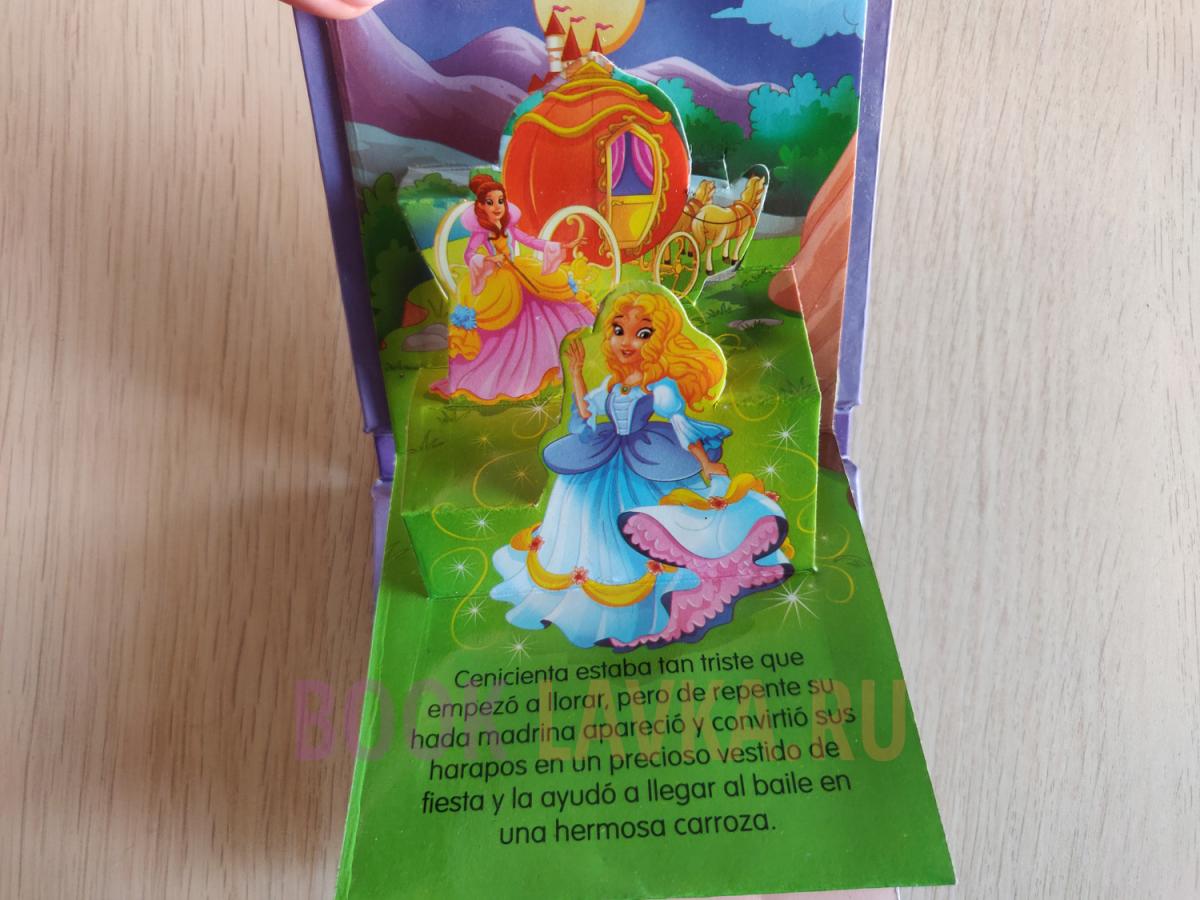 Cenicienta estaba tan triste que
empezó a llorar, pero de repente su
hada madrina apareció y convirtió sus
harapos en un precioso vestido de
fiesta y la ayudó a llegar al baile en
una hermosa carroza.
BOOK LAVKA.RU